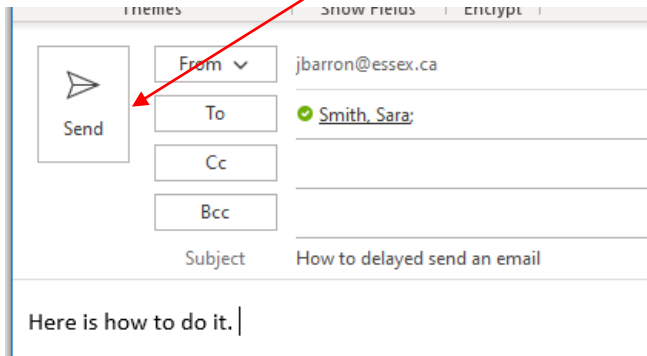 Themes Show Fields Encrypt
From jbarron@essex.ca
Send
To Smith, Sara;
Cc
Bcc
Subject How to delayed send an email
Here is how to do it.